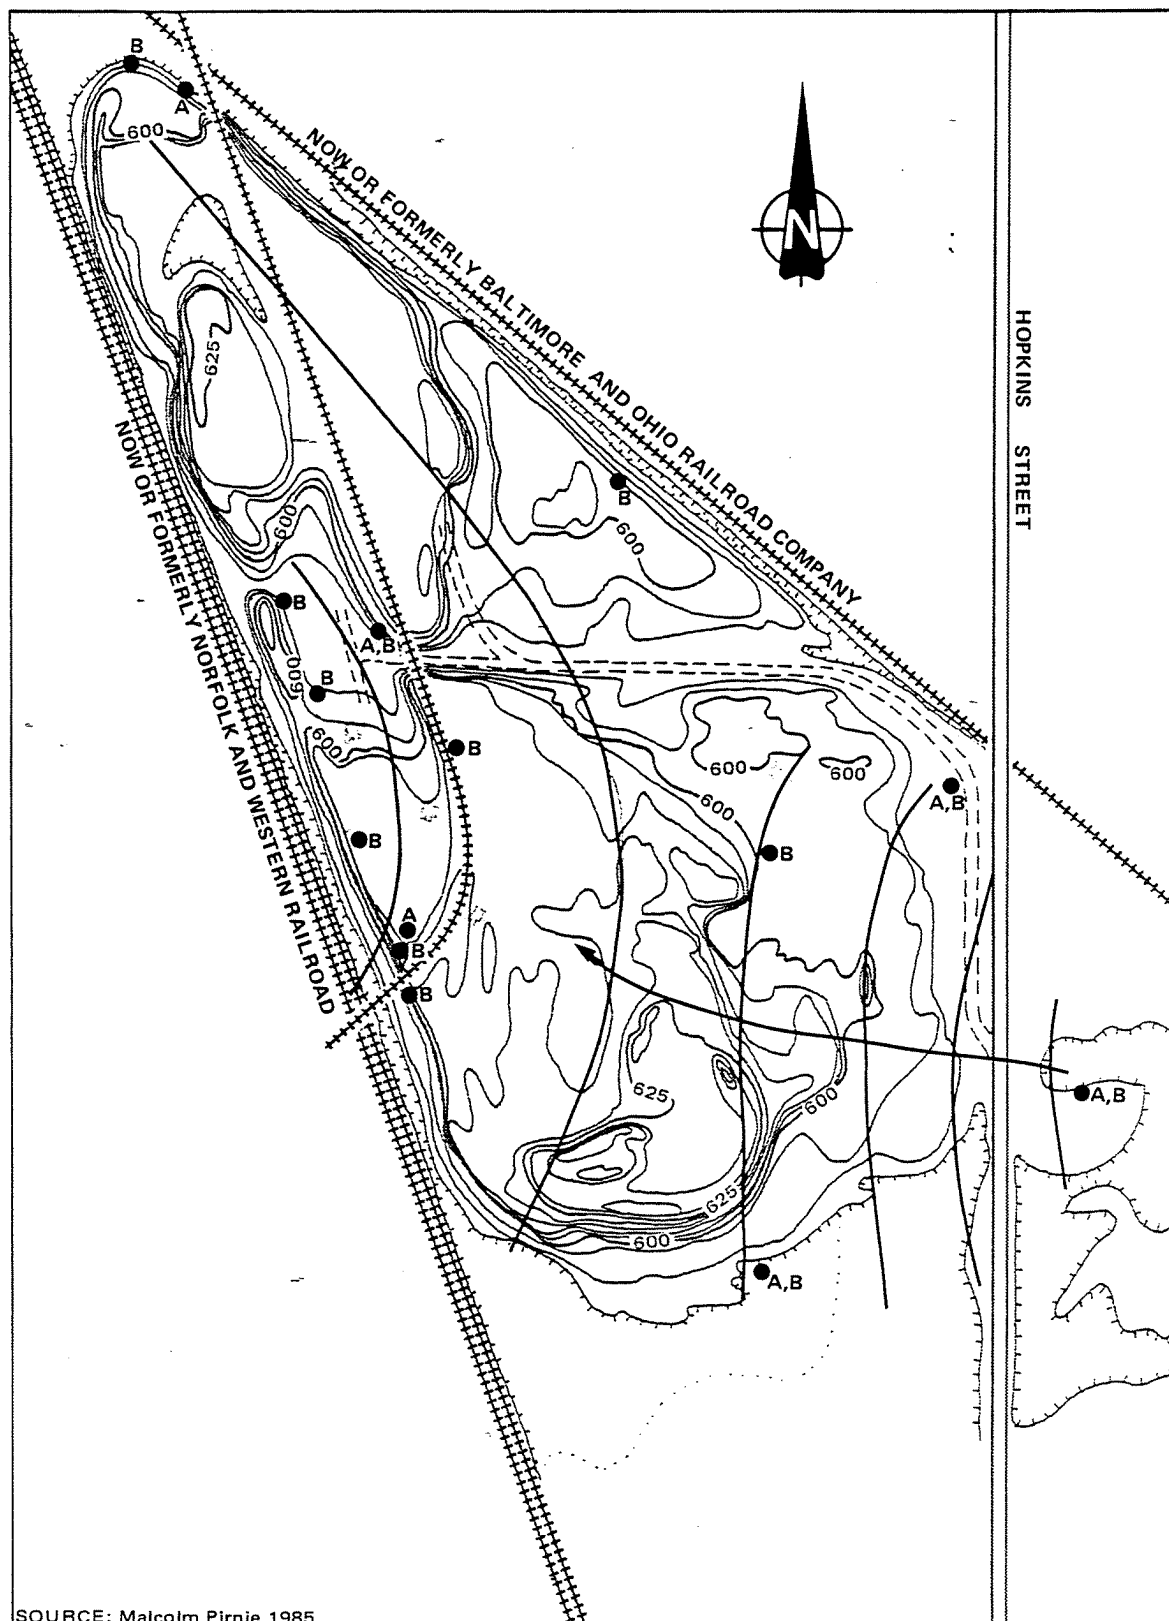 B
A
600
NOW OR FORMERLY BALTIMORE AND OHIO RAILROAD COMPANY
N
HOPKINS STREET
625
NOW OR FORMERLY NORFOLK AND WESTERN RAILROAD
B
600
600
B
A,B
600
B
600
B
600
600
600
A,B
B
B
A
B
B
625
600
A,B
625
600
A,B
SOURCE: Malcolm Pirnie 1985